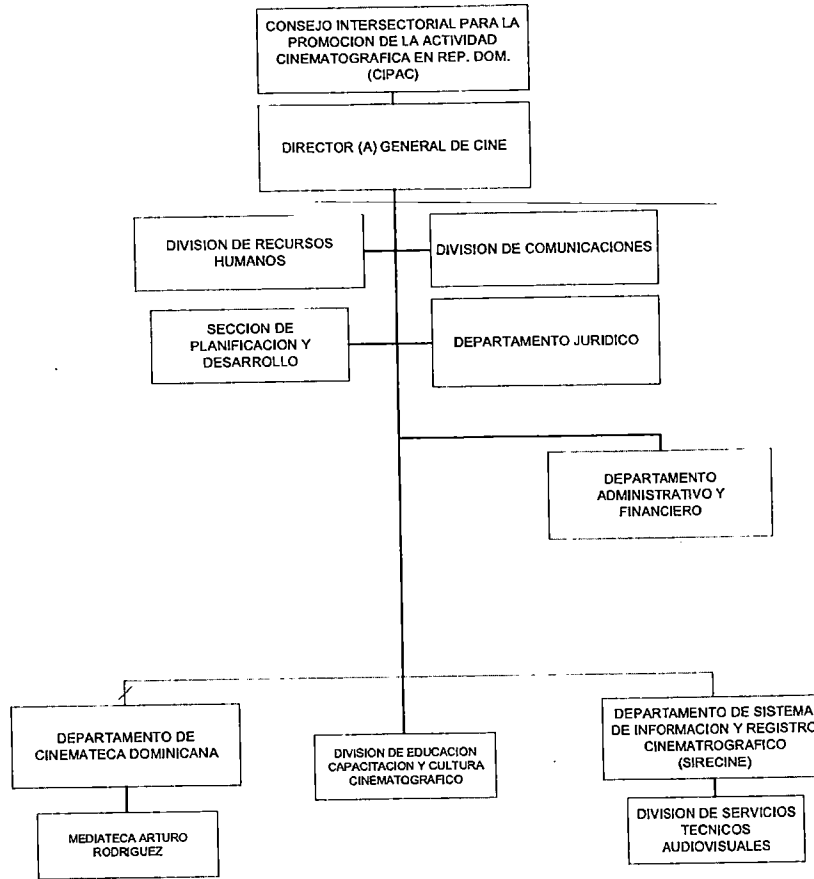 CONSEJO INTERSECTORIAL PARA LA
PROMOCION DE LA ACTIVIDAD
CINEMATOGRAFICA EN REP. DOM.
(CIPAC)
DIRECTOR (A) GENERAL DE CINE
DIVISION DE RECURSOS
HUMANOS
DIVISION DE COMUNICACIONES
SECCION DE
PLANIFICACION Y
DESARROLLO
DEPARTAMENTO JURIDICO
DEPARTAMENTO
ADMINISTRATIVO Y
FINANCIERO
DEPARTAMENTO DE
CINEMATECA DOMINICANA
DIVISION DE EDUCACION
CAPACITACION Y CULTURA
CINEMATOGRAFICO
DEPARTAMENTO DE SISTEMA
DE INFORMACION Y REGISTRO
CINEMATROGRAFICO
(SIRECINE)
MEDIATECA ARTURO
RODRIGUEZ
DIVISION DE SERVICIOS
TECNICOS
AUDIOVISUALES